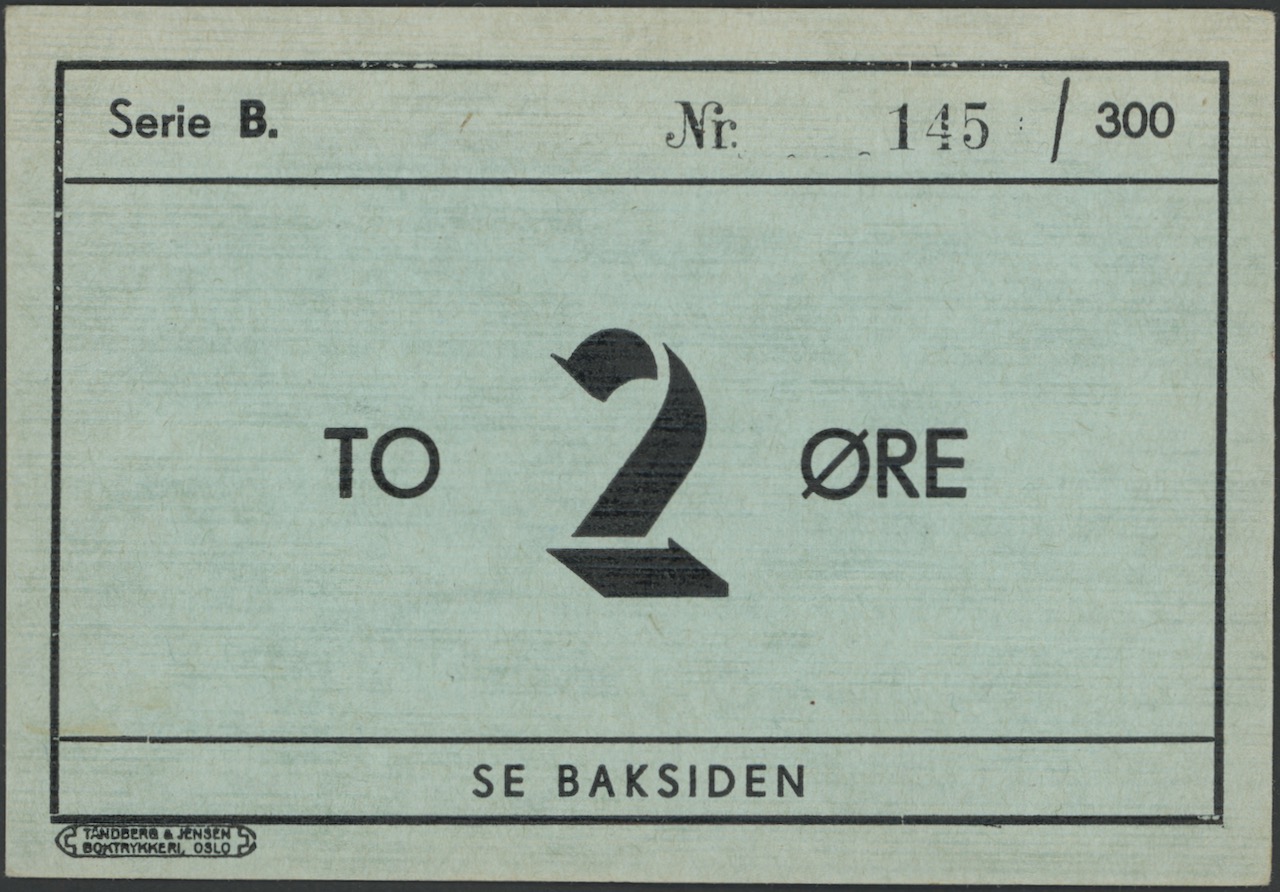 Serie B. Nr. 145 / 300
TO 2 ØRE
SE BAKSIDEN
TANDBERG & JENSEN
BOKTRYKKERI, OSLO